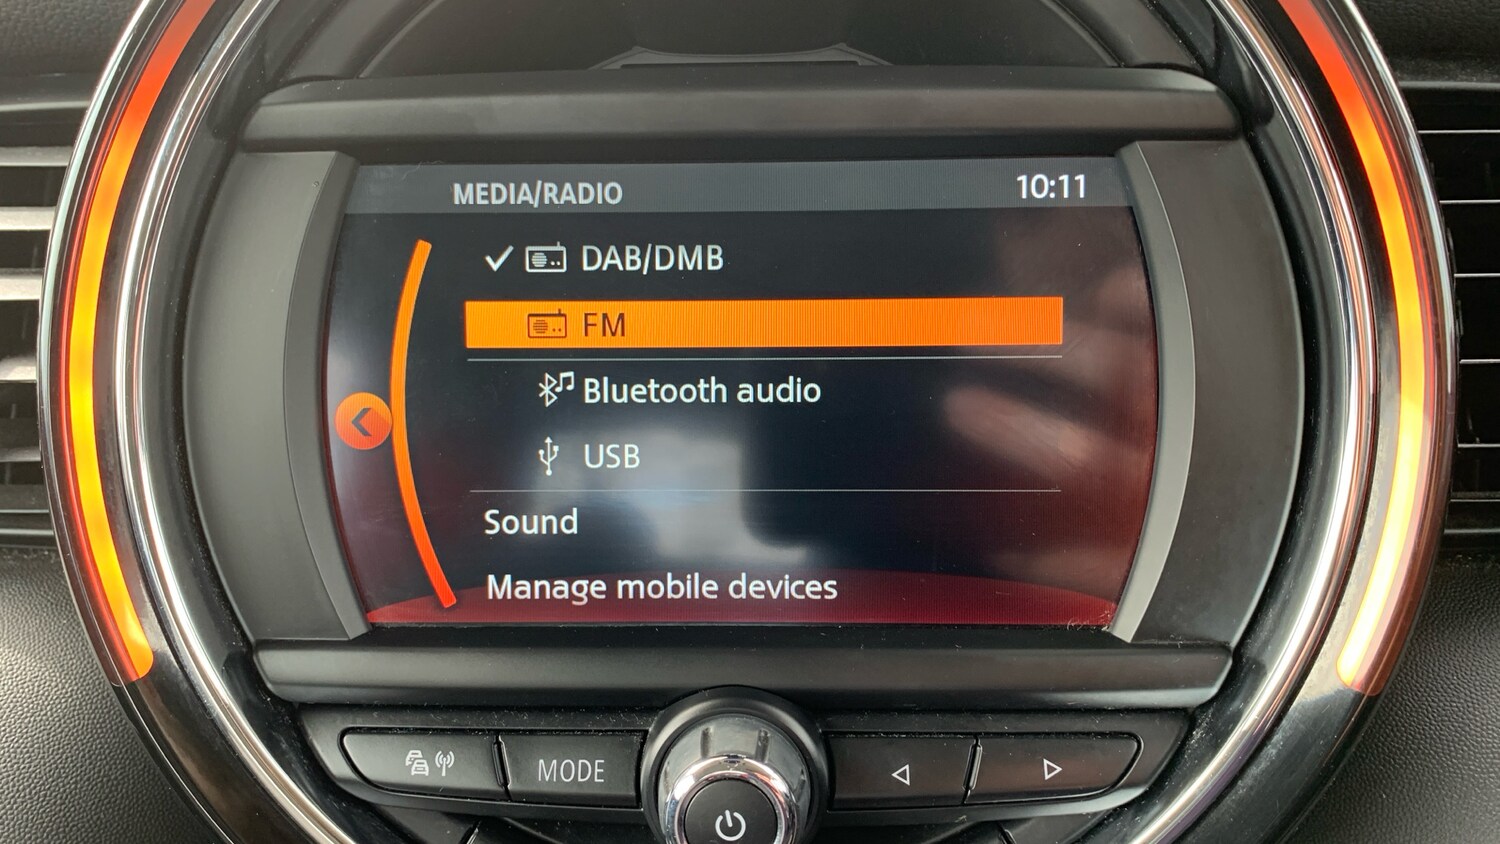 MEDIA/RADIO 10:11
DAB/DMB
FM
Bluetooth audio
USB
Sound
Manage mobile devices
MODE